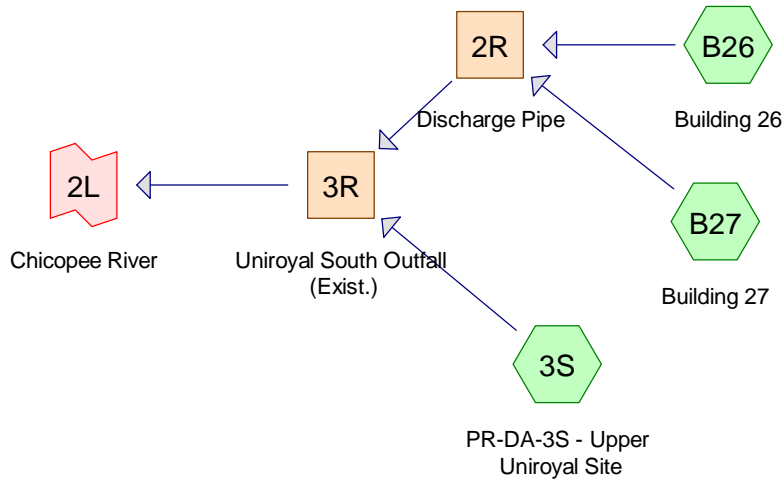 2R
B26
Discharge Pipe
Building 26
2L
3R
B27
Chicopee River
Uniroyal South Outfall
(Exist.)
Building 27
3S
PR-DA-3S - Upper
Uniroyal Site